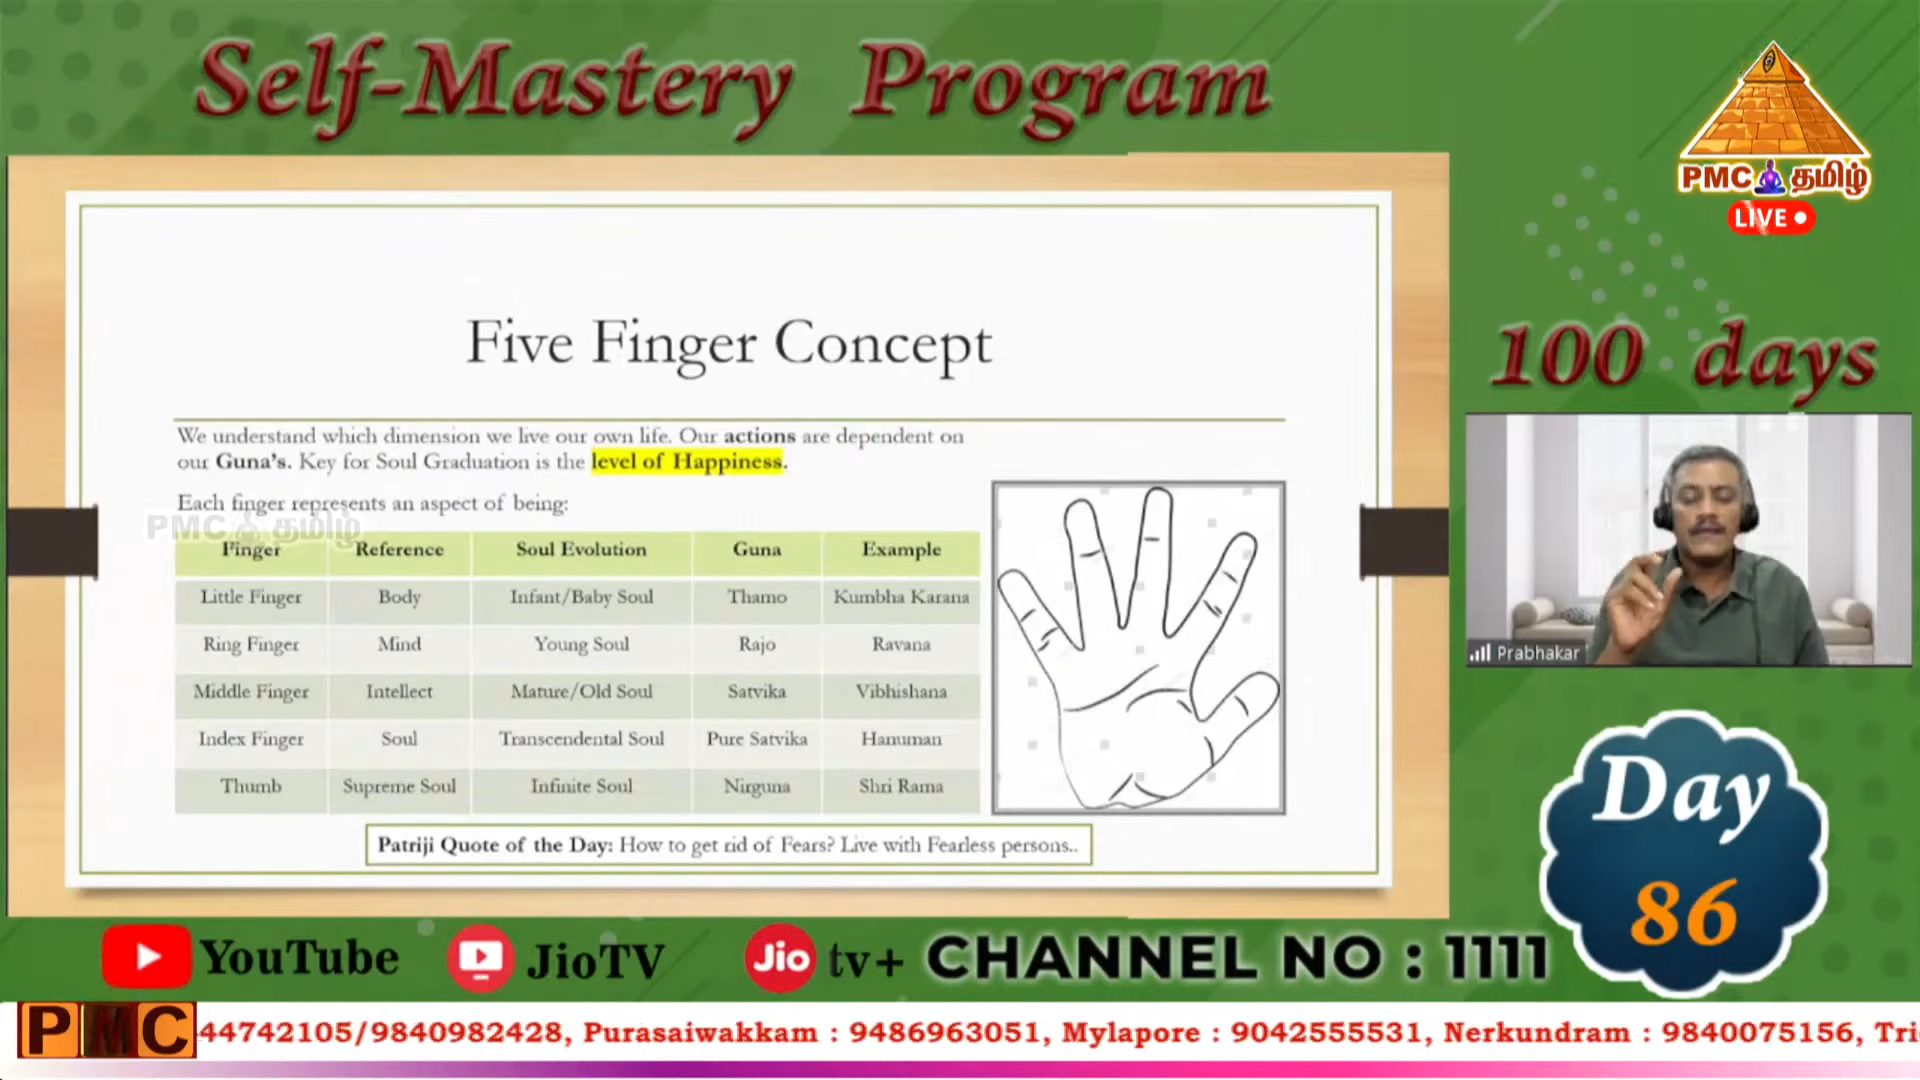 Self-Mastery Program
PMC தமிழ்
LIVE
100 days
Five Finger Concept
We understand which dimension we live our own life. Our actions are dependent on
our Guna's. Key for Soul Graduation is the level of Happiness.
Each finger represents an aspect of being:
PMC தமிழ்
Finger Reference Soul Evolution Guna Example
Little Finger Body Infant/Baby Soul Thamo Kumbha Karana
Ring Finger Mind Young Soul Rajo Ravana
Middle Finger Intellect Mature/Old Soul Satvika Vibhishana
Index Finger Soul Transcendental Soul Pure Satvika Hanuman
Thumb Supreme Soul Infinite Soul Nirguna Shri Rama
Patriji Quote of the Day: How to get rid of Fears? Live with Fearless persons..
Prabhakar
Day
86
YouTube JioTV Jio tv+ CHANNEL NO : 1111
PMC 44742105/9840982428, Purasaiwakkam : 9486963051, Mylapore : 9042555531, Nerkundram : 9840075156, Tri